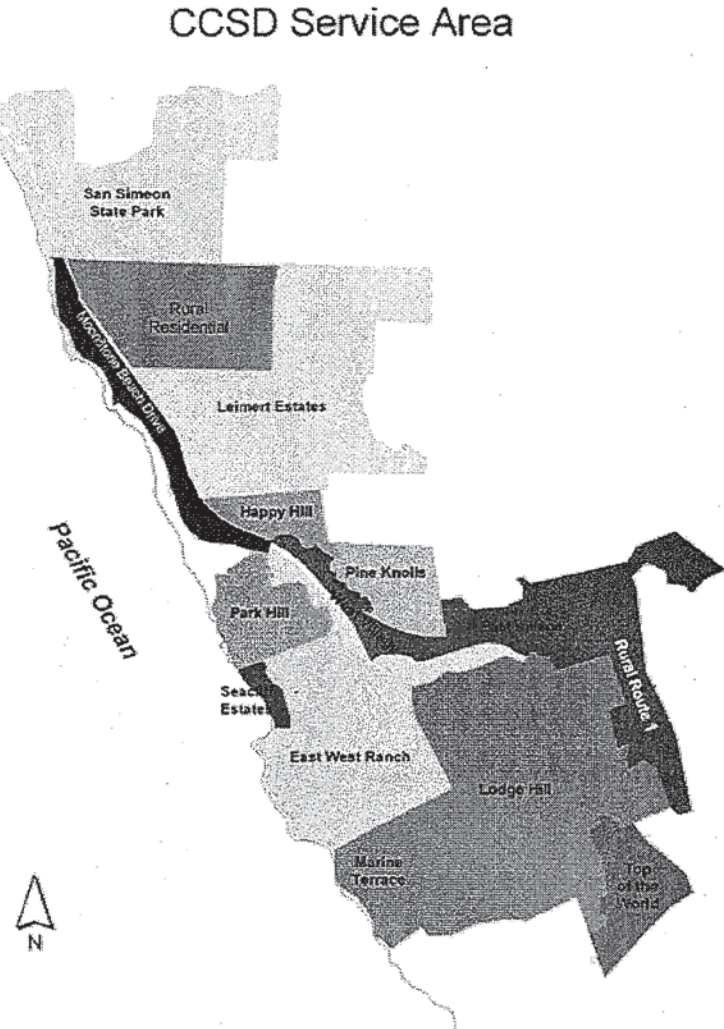 CCSD Service Area
San Simeon
State Park
Rural
Residential
Moonstone Beach Drive
Leimert Estates
Happy Hill
Pine Knolls
Pacific Ocean
Park Hill
Rural Route 1
Estates
East West Ranch
Lodge Hill
Marine
Terrace
Top
of the
World
N